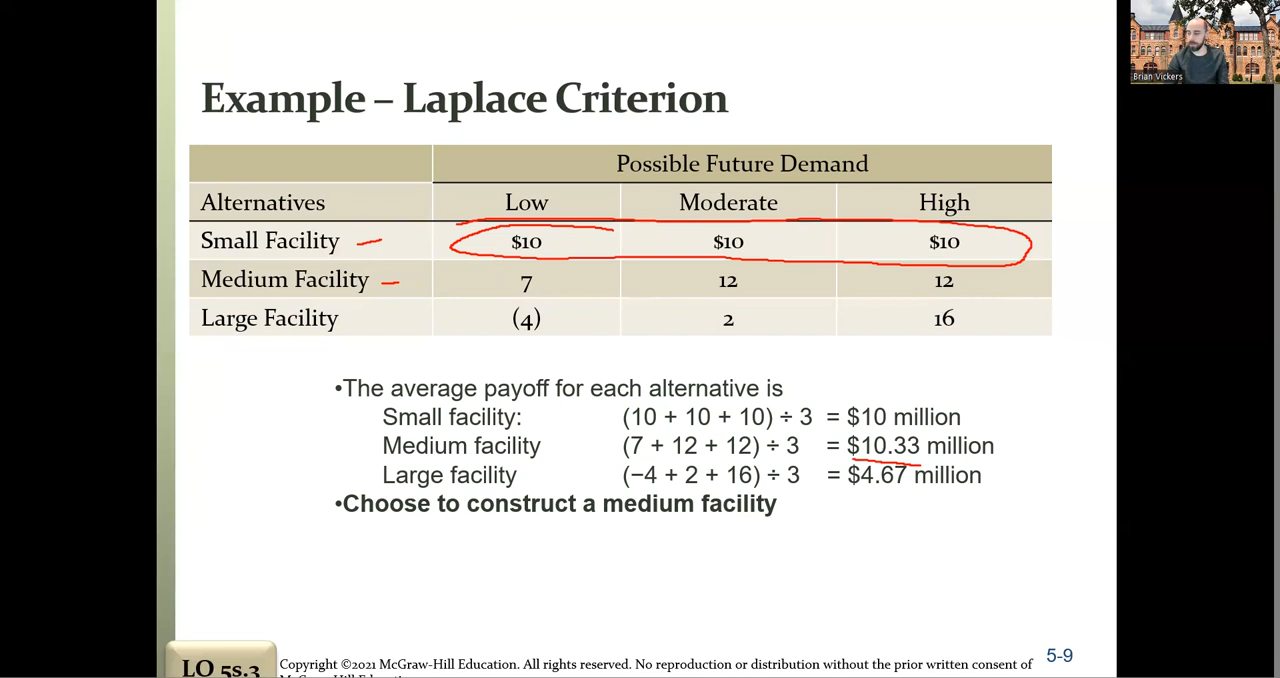 Brian Vickers
Example – Laplace Criterion
Possible Future Demand
Alternatives Low Moderate High
Small Facility $10 $10 $10
Medium Facility 7 12 12
Large Facility (4) 2 16
•The average payoff for each alternative is
Small facility: (10 + 10 + 10) ÷ 3 = $10 million
Medium facility (7 + 12 + 12) ÷ 3 = $10.33 million
Large facility (−4 + 2 + 16) ÷ 3 = $4.67 million
•Choose to construct a medium facility
LO 5s.3
Copyright ©2021 McGraw-Hill Education. All rights reserved. No reproduction or distribution without the prior written consent of
5-9